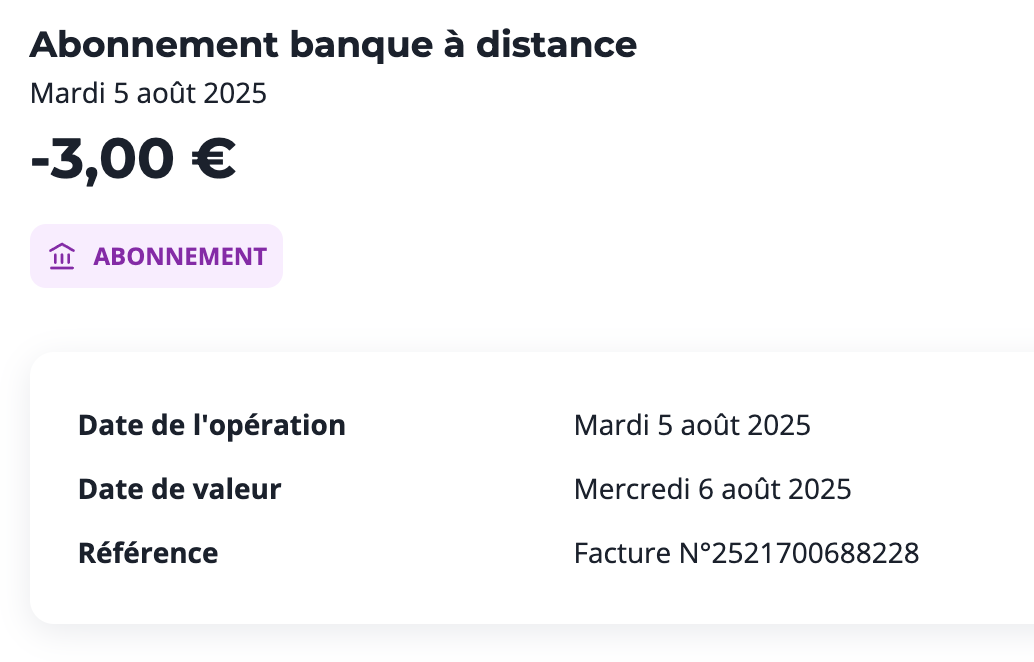 Abonnement banque à distance
Mardi 5 août 2025
-3,00 €
ABONNEMENT
Date de l'opération Mardi 5 août 2025
Date de valeur Mercredi 6 août 2025
Référence Facture N°2521700688228